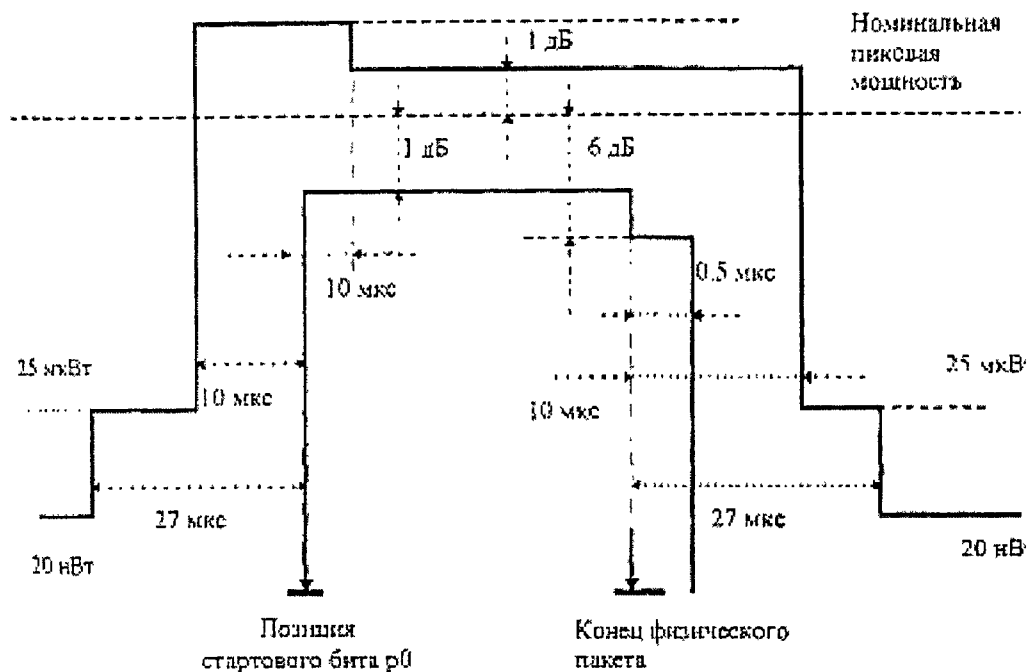 Номинальная
пиковая
мощность
1 дБ
1 дБ
6 дБ
10 мкс
0.5 мкс
25 мкВт
25 мкВт
10 мкс
10 мкс
27 мкс
27 мкс
20 нВт
20 нВт
Позиция
стартового бита p0
Конец физического
пакета